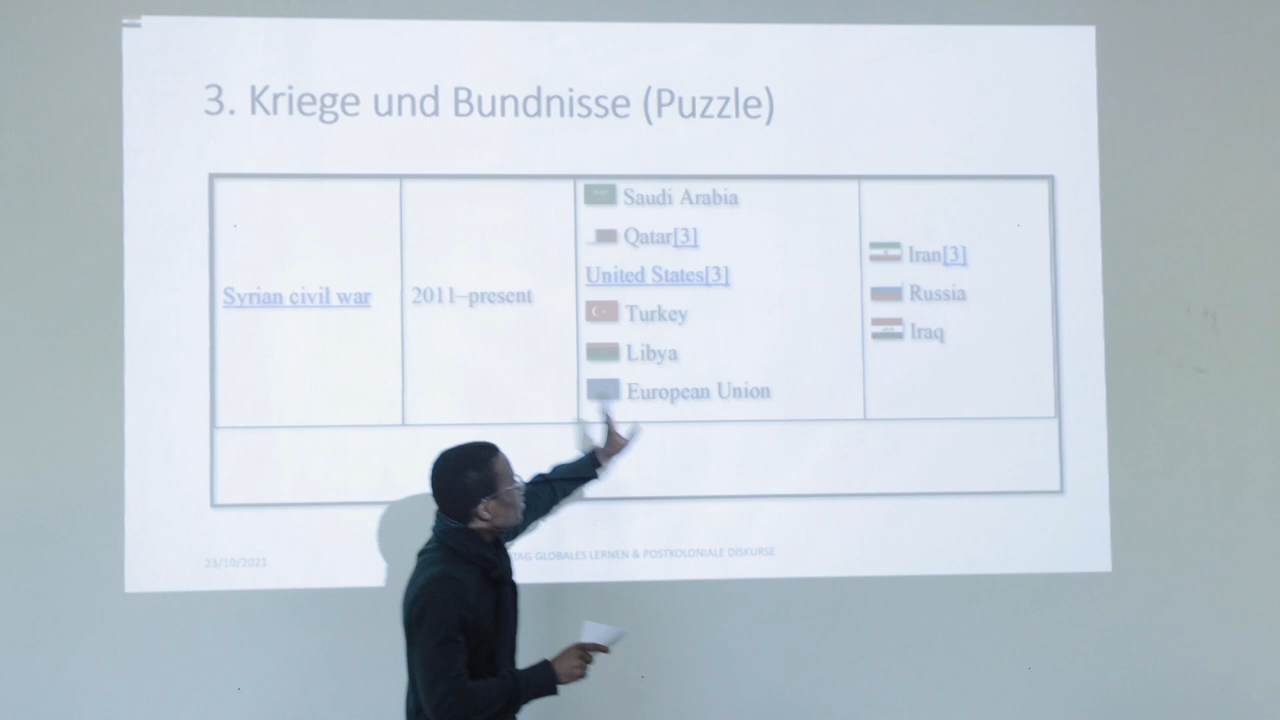 3. Kriege und Bundnisse (Puzzle)
Syrian civil war
2011–present
Saudi Arabia
Qatar[3]
United States[3]
Turkey
Libya
European Union
Iran[3]
Russia
Iraq
23/10/2021
GLOBALES LERNEN & POSTKOLONIALE DISKURSE